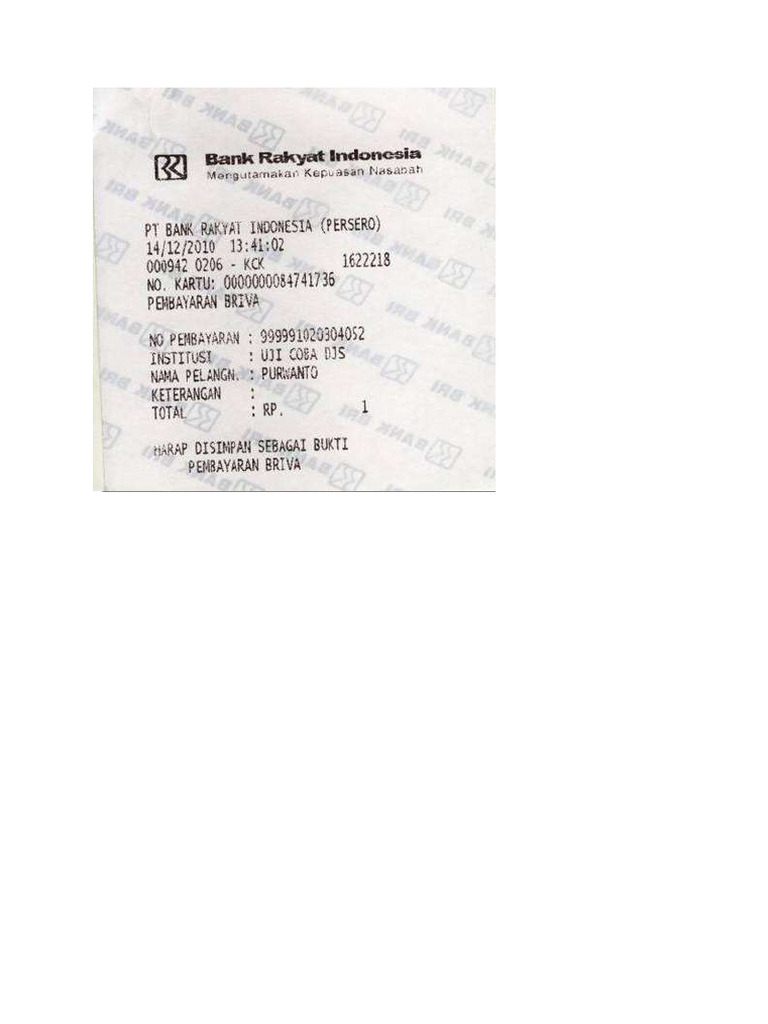 Bank Rakyat Indonesia
Mengutamakan Kepuasan Nasabah
PT BANK RAKYAT INDONESIA (PERSERO)
14/12/2010 13:41:02
000942 0206 - KCK 1622218
NO. KARTU: 0000000084741736
PEMBAYARAN BRIVA
NO PEMBAYARAN : 999991020304052
INSTITUSI : UJI COBA DJS
NAMA PELANGN. : PURWANTO
KETERANGAN :
TOTAL : RP. 1
HARAP DISIMPAN SEBAGAI BUKTI
PEMBAYARAN BRIVA